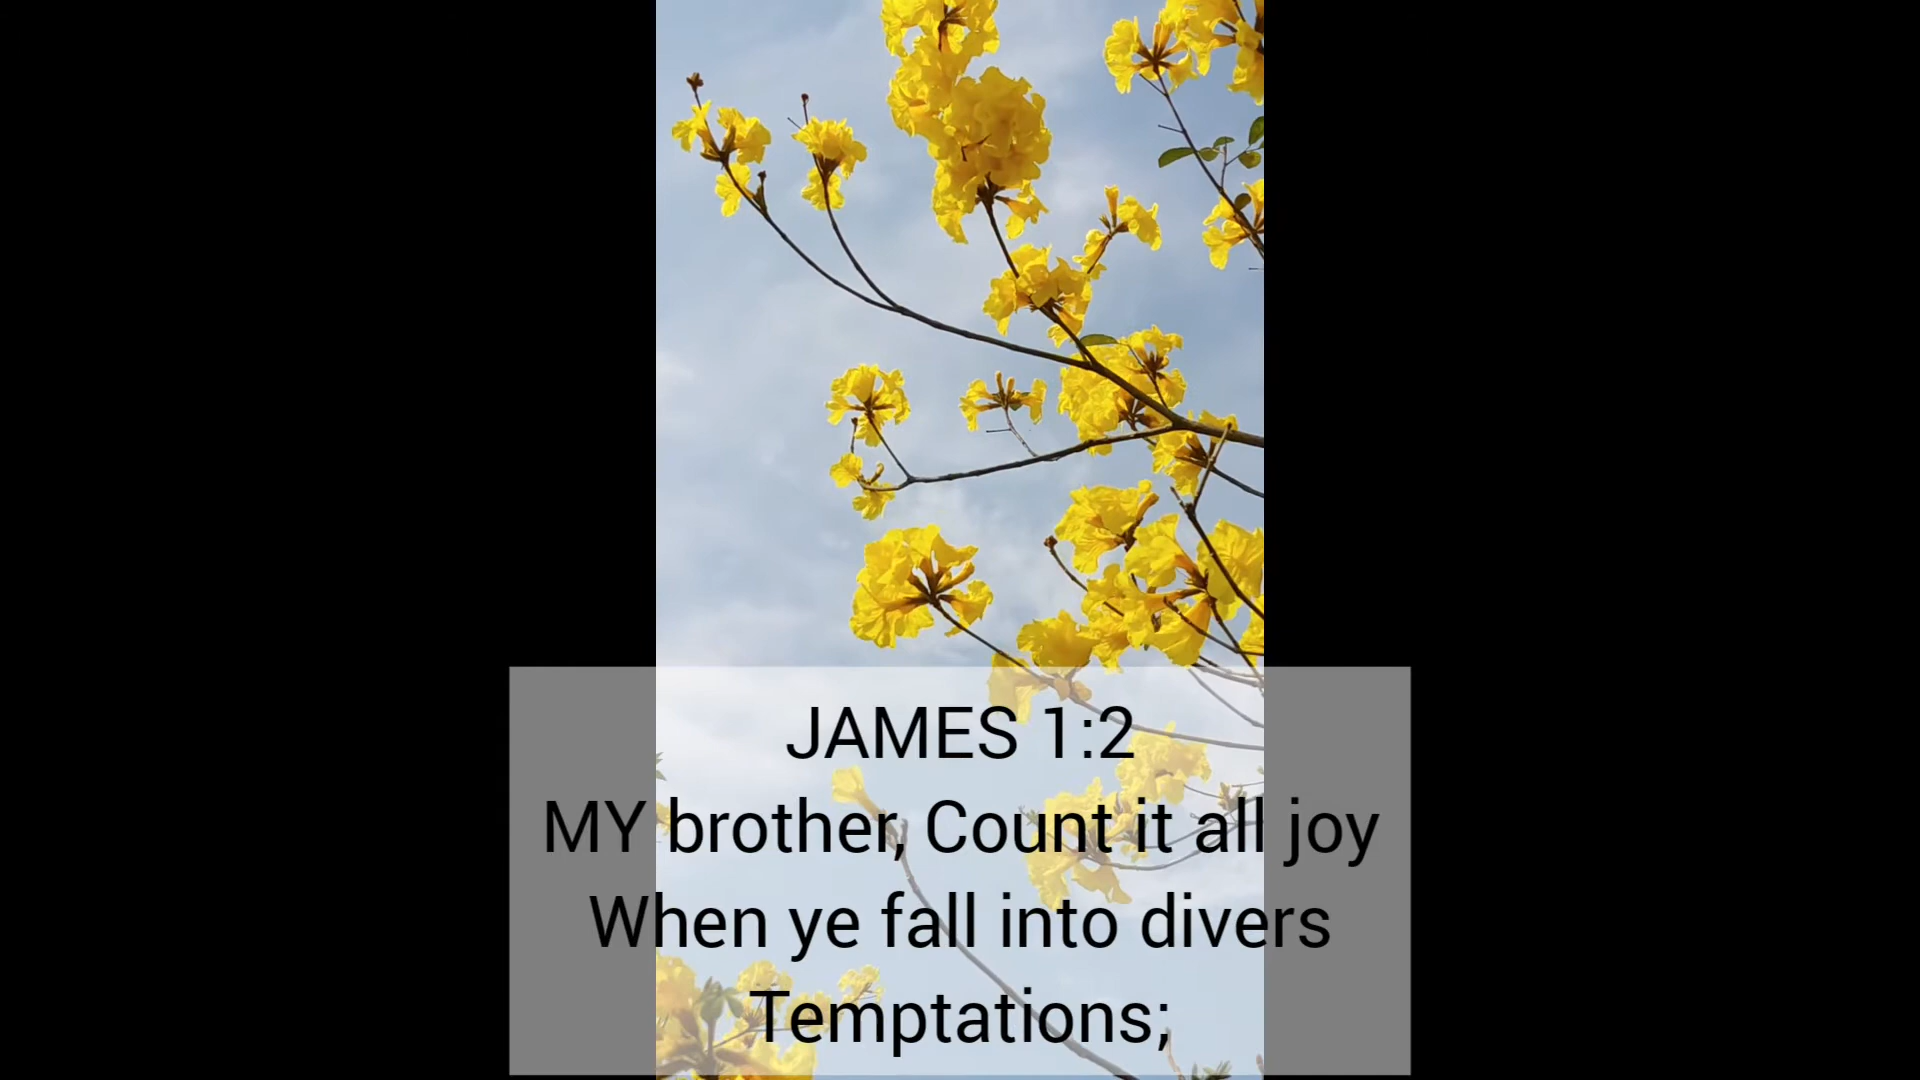 JAMES 1:2
MY brother, Count it all joy
When ye fall into divers
Temptations;